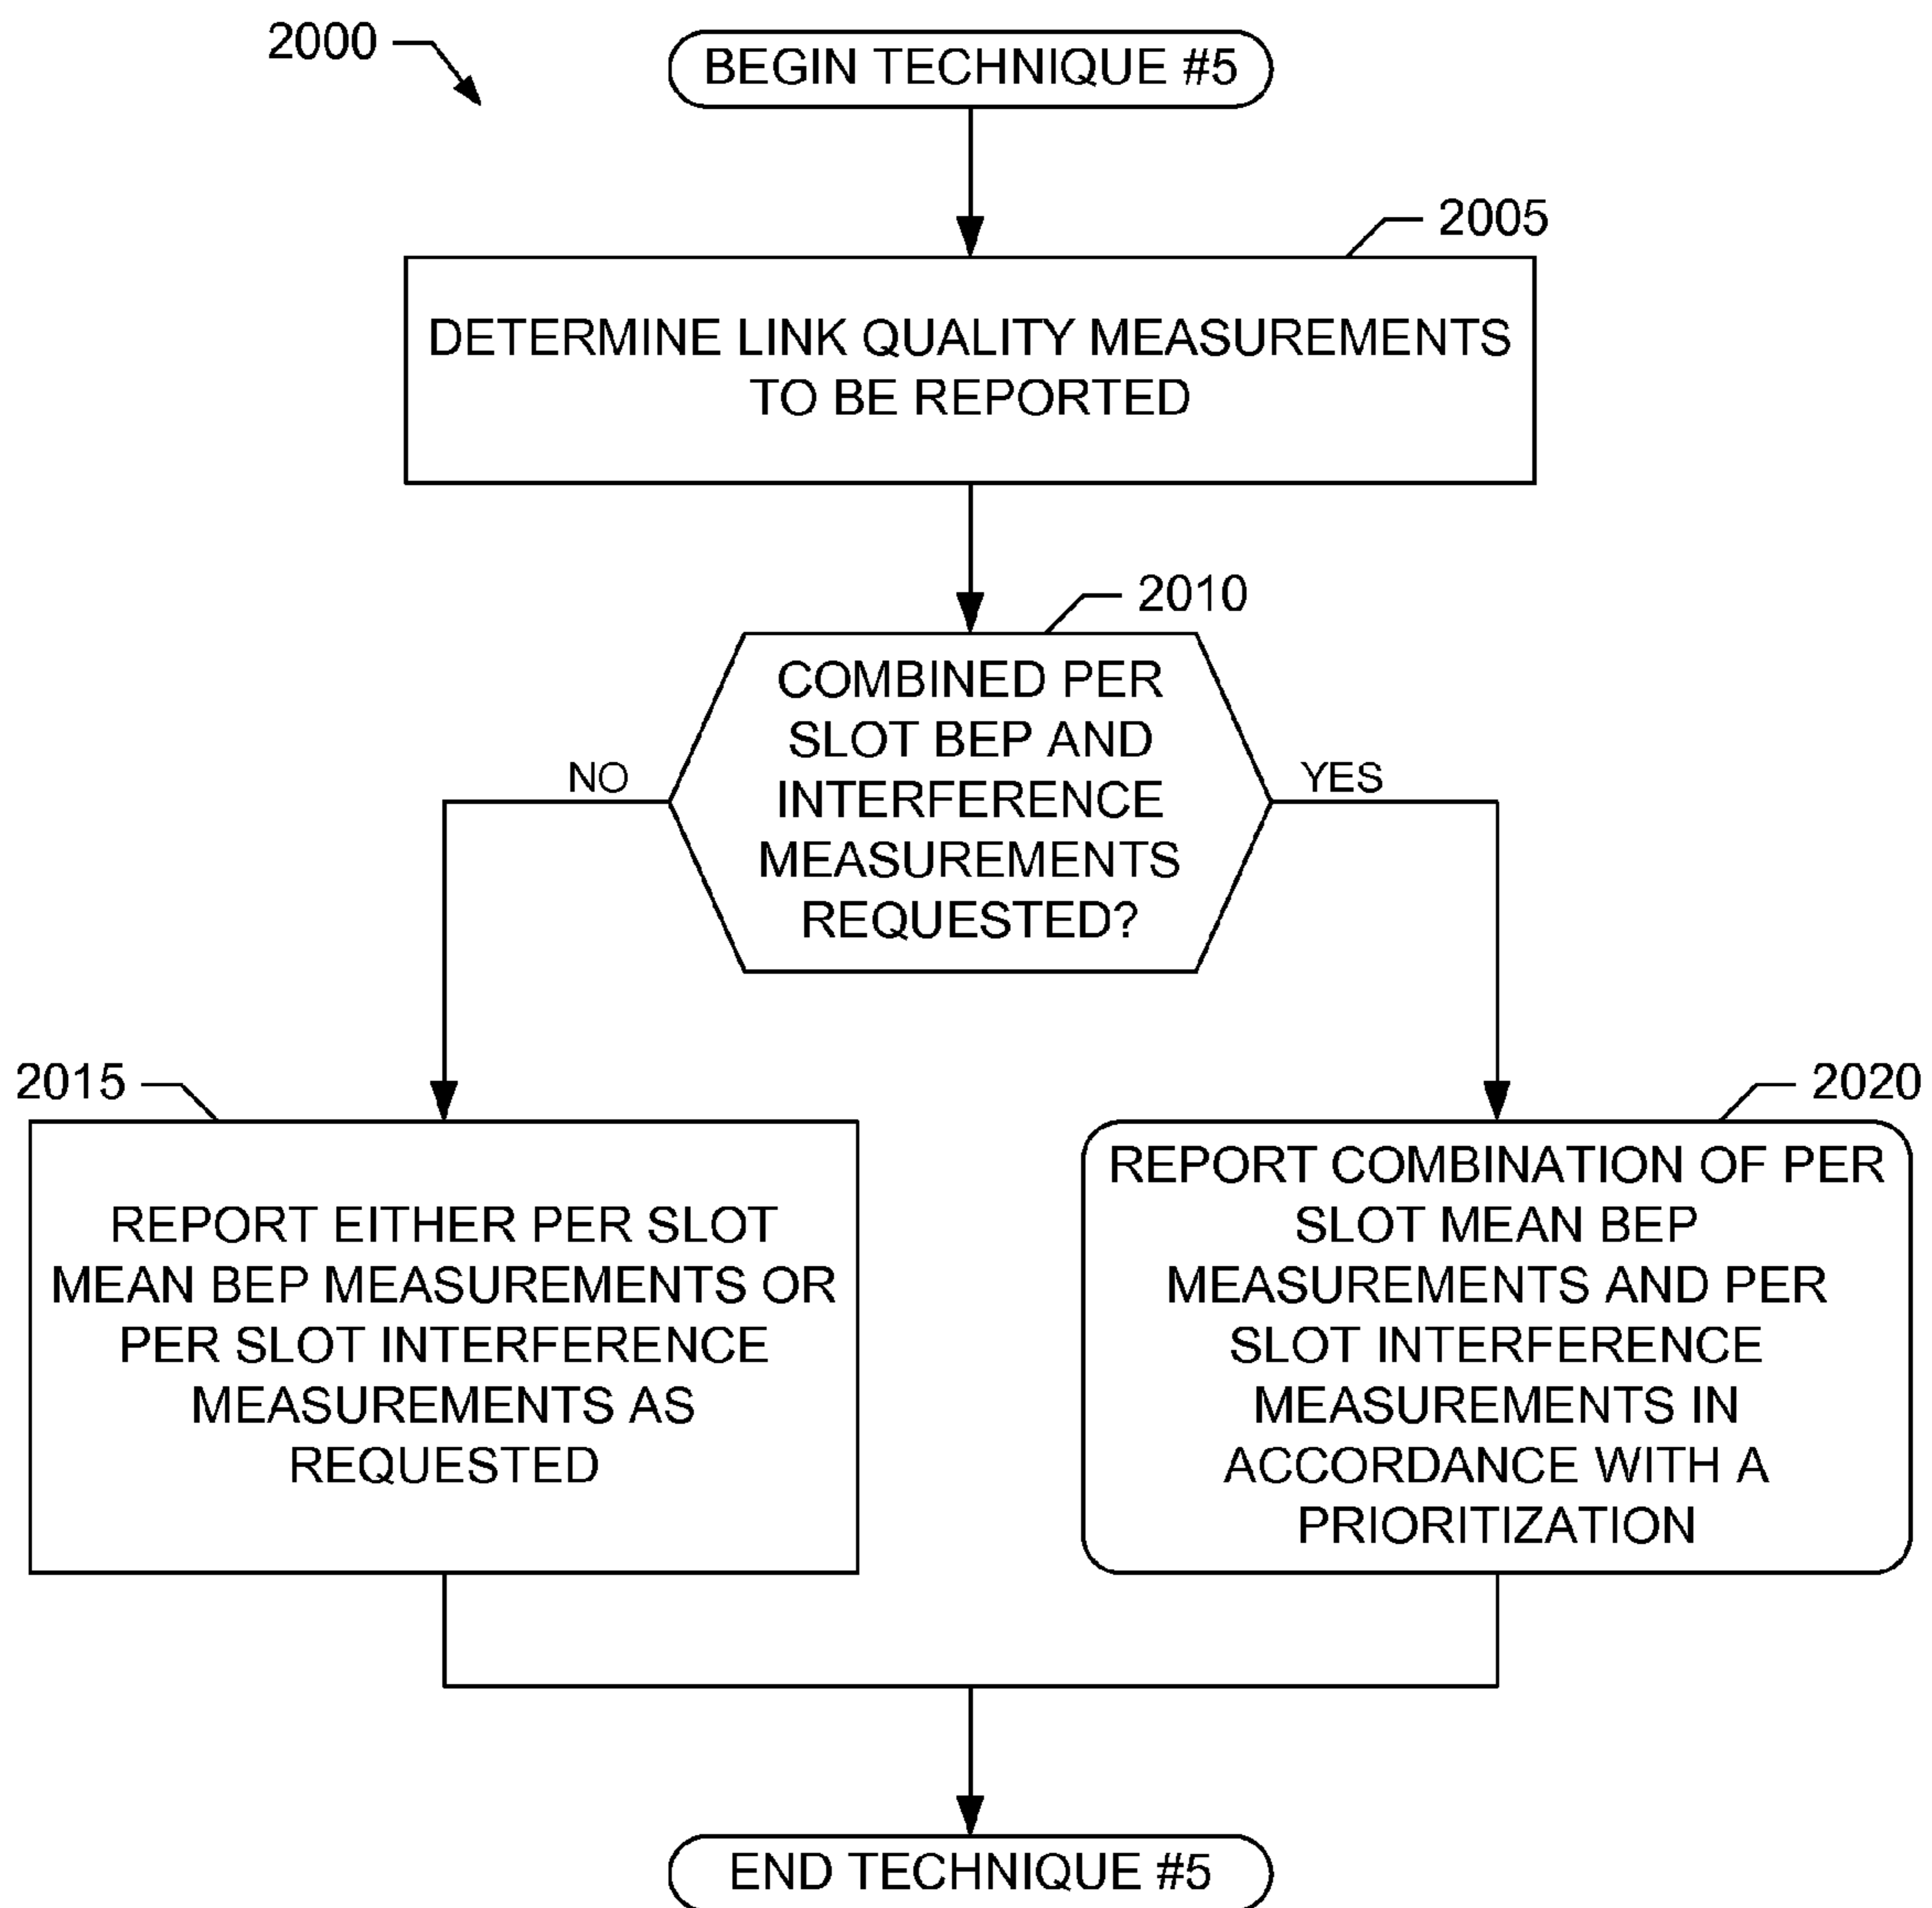 2000
BEGIN TECHNIQUE #5
2005
DETERMINE LINK QUALITY MEASUREMENTS
TO BE REPORTED
2010
COMBINED PER
SLOT BEP AND
INTERFERENCE
MEASUREMENTS
REQUESTED?
NO
YES
2015
REPORT EITHER PER SLOT
MEAN BEP MEASUREMENTS OR
PER SLOT INTERFERENCE
MEASUREMENTS AS
REQUESTED
2020
REPORT COMBINATION OF PER
SLOT MEAN BEP
MEASUREMENTS AND PER
SLOT INTERFERENCE
MEASUREMENTS IN
ACCORDANCE WITH A
PRIORITIZATION
END TECHNIQUE #5